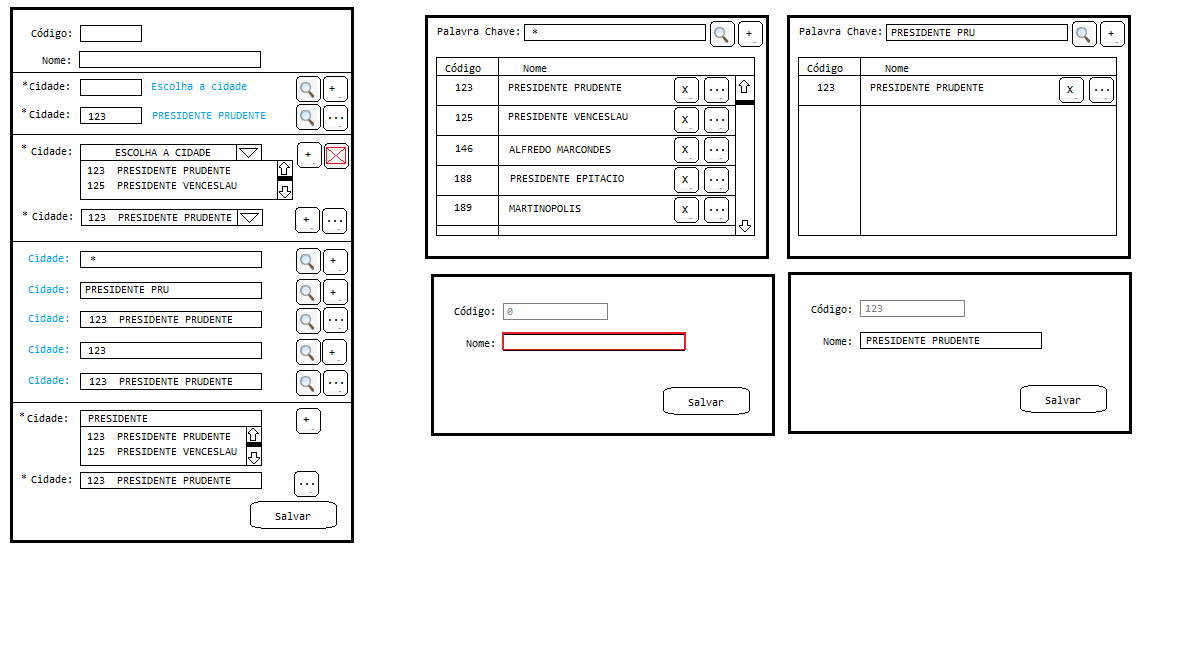 Código:
Nome:
*Cidade: Escolha a cidade +
*Cidade: 123 PRESIDENTE PRUDENTE ...
* Cidade: ESCOLHA A CIDADE +
123 PRESIDENTE PRUDENTE
125 PRESIDENTE VENCESLAU
* Cidade: 123 PRESIDENTE PRUDENTE + ...
Cidade: * +
Cidade: PRESIDENTE PRU +
Cidade: 123 PRESIDENTE PRUDENTE ...
Cidade: 123 +
Cidade: 123 PRESIDENTE PRUDENTE ...
*Cidade: PRESIDENTE +
123 PRESIDENTE PRUDENTE
125 PRESIDENTE VENCESLAU
* Cidade: 123 PRESIDENTE PRUDENTE ...
Salvar
Palavra Chave: * +
Código Nome
123 PRESIDENTE PRUDENTE X ...
125 PRESIDENTE VENCESLAU X ...
146 ALFREDO MARCONDES X ...
188 PRESIDENTE EPITACIO X ...
189 MARTINOPOLIS X ...
Palavra Chave: PRESIDENTE PRU +
Código Nome
123 PRESIDENTE PRUDENTE X ...
Código: 0
Nome:
Salvar
Código: 123
Nome: PRESIDENTE PRUDENTE
Salvar